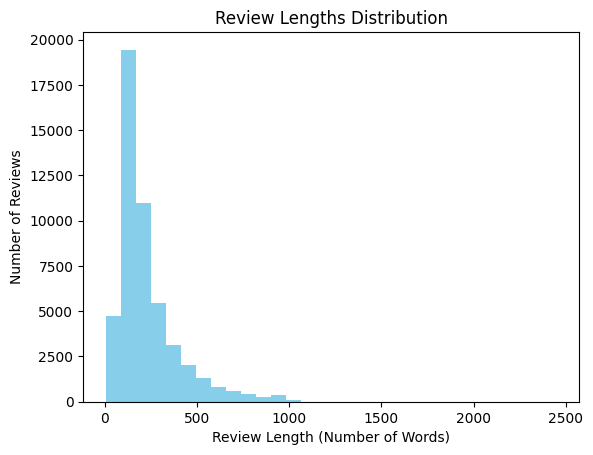 Review Lengths Distribution
20000
17500
15000
12500
10000
7500
5000
2500
0
Number of Reviews
0 500 1000 1500 2000 2500
Review Length (Number of Words)